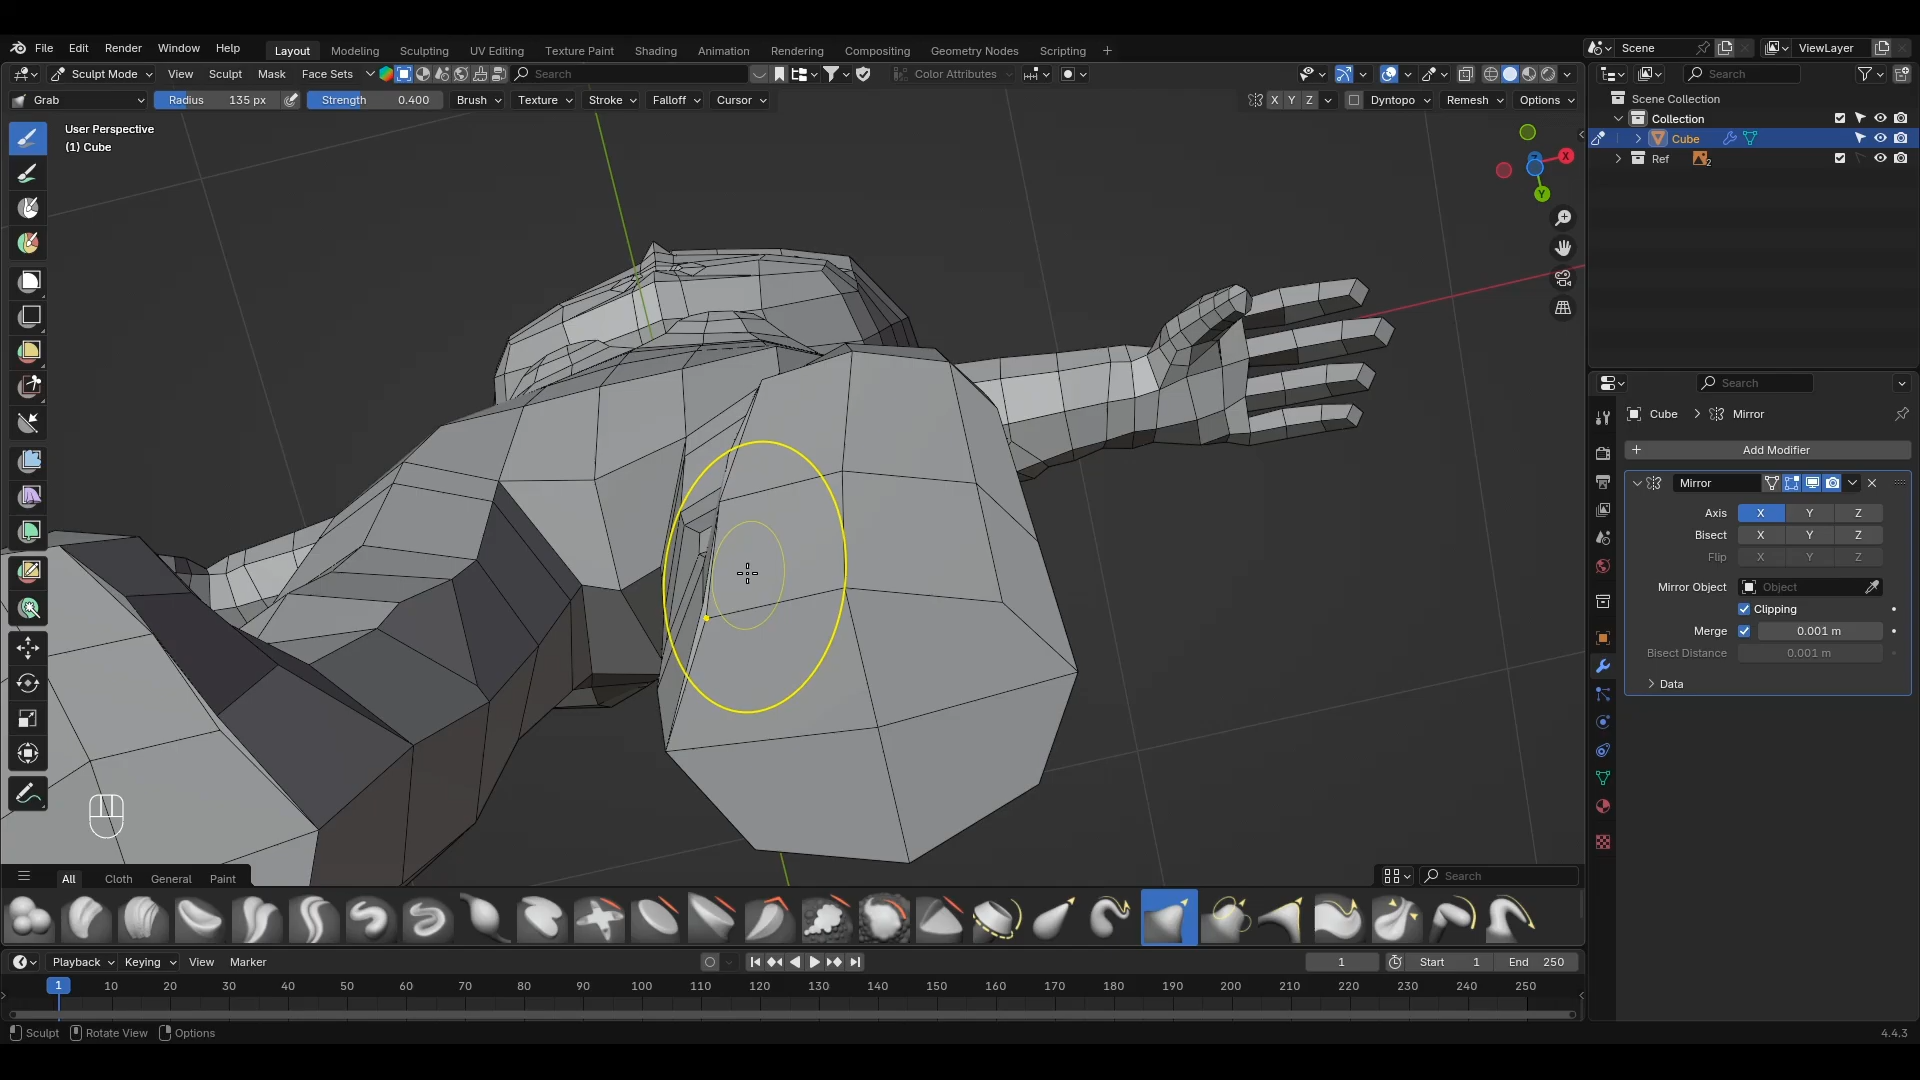 File Edit Render Window Help Layout Modeling Sculpting UV Editing Texture Paint Shading Animation Rendering Compositing Geometry Nodes Scripting + Scene ViewLayer
Sculpt Mode View Sculpt Mask Face Sets Search Color Attributes Search
Grab Radius 135 px Strength 0.400 Brush Texture Stroke Falloff Cursor X Y Z Dyntopo Remesh Options
Scene Collection
Collection
Cube
Ref 2
User Perspective
(1) Cube
X
Y
Search
Cube > Mirror
+ Add Modifier
Mirror
Axis X Y Z
Bisect X Y Z
Flip X Y Z
Mirror Object Object
Clipping
Merge 0.001 m
Bisect Distance 0.001 m
Data
All Cloth General Paint Search
Playback Keying View Marker 1 Start 1 End 250
1 10 20 30 40 50 60 70 80 90 100 110 120 130 140 150 160 170 180 190 200 210 220 230 240 250
Sculpt Rotate View Options 4.4.3